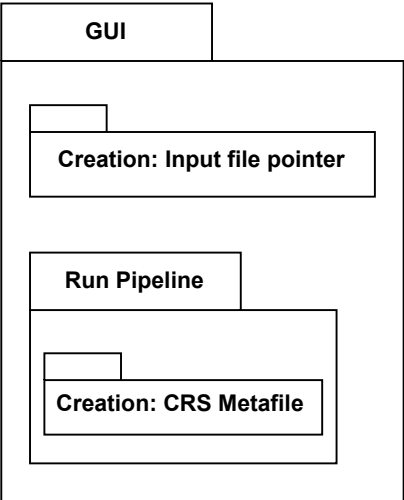 GUI
Creation: Input file pointer
Run Pipeline
Creation: CRS Metafile